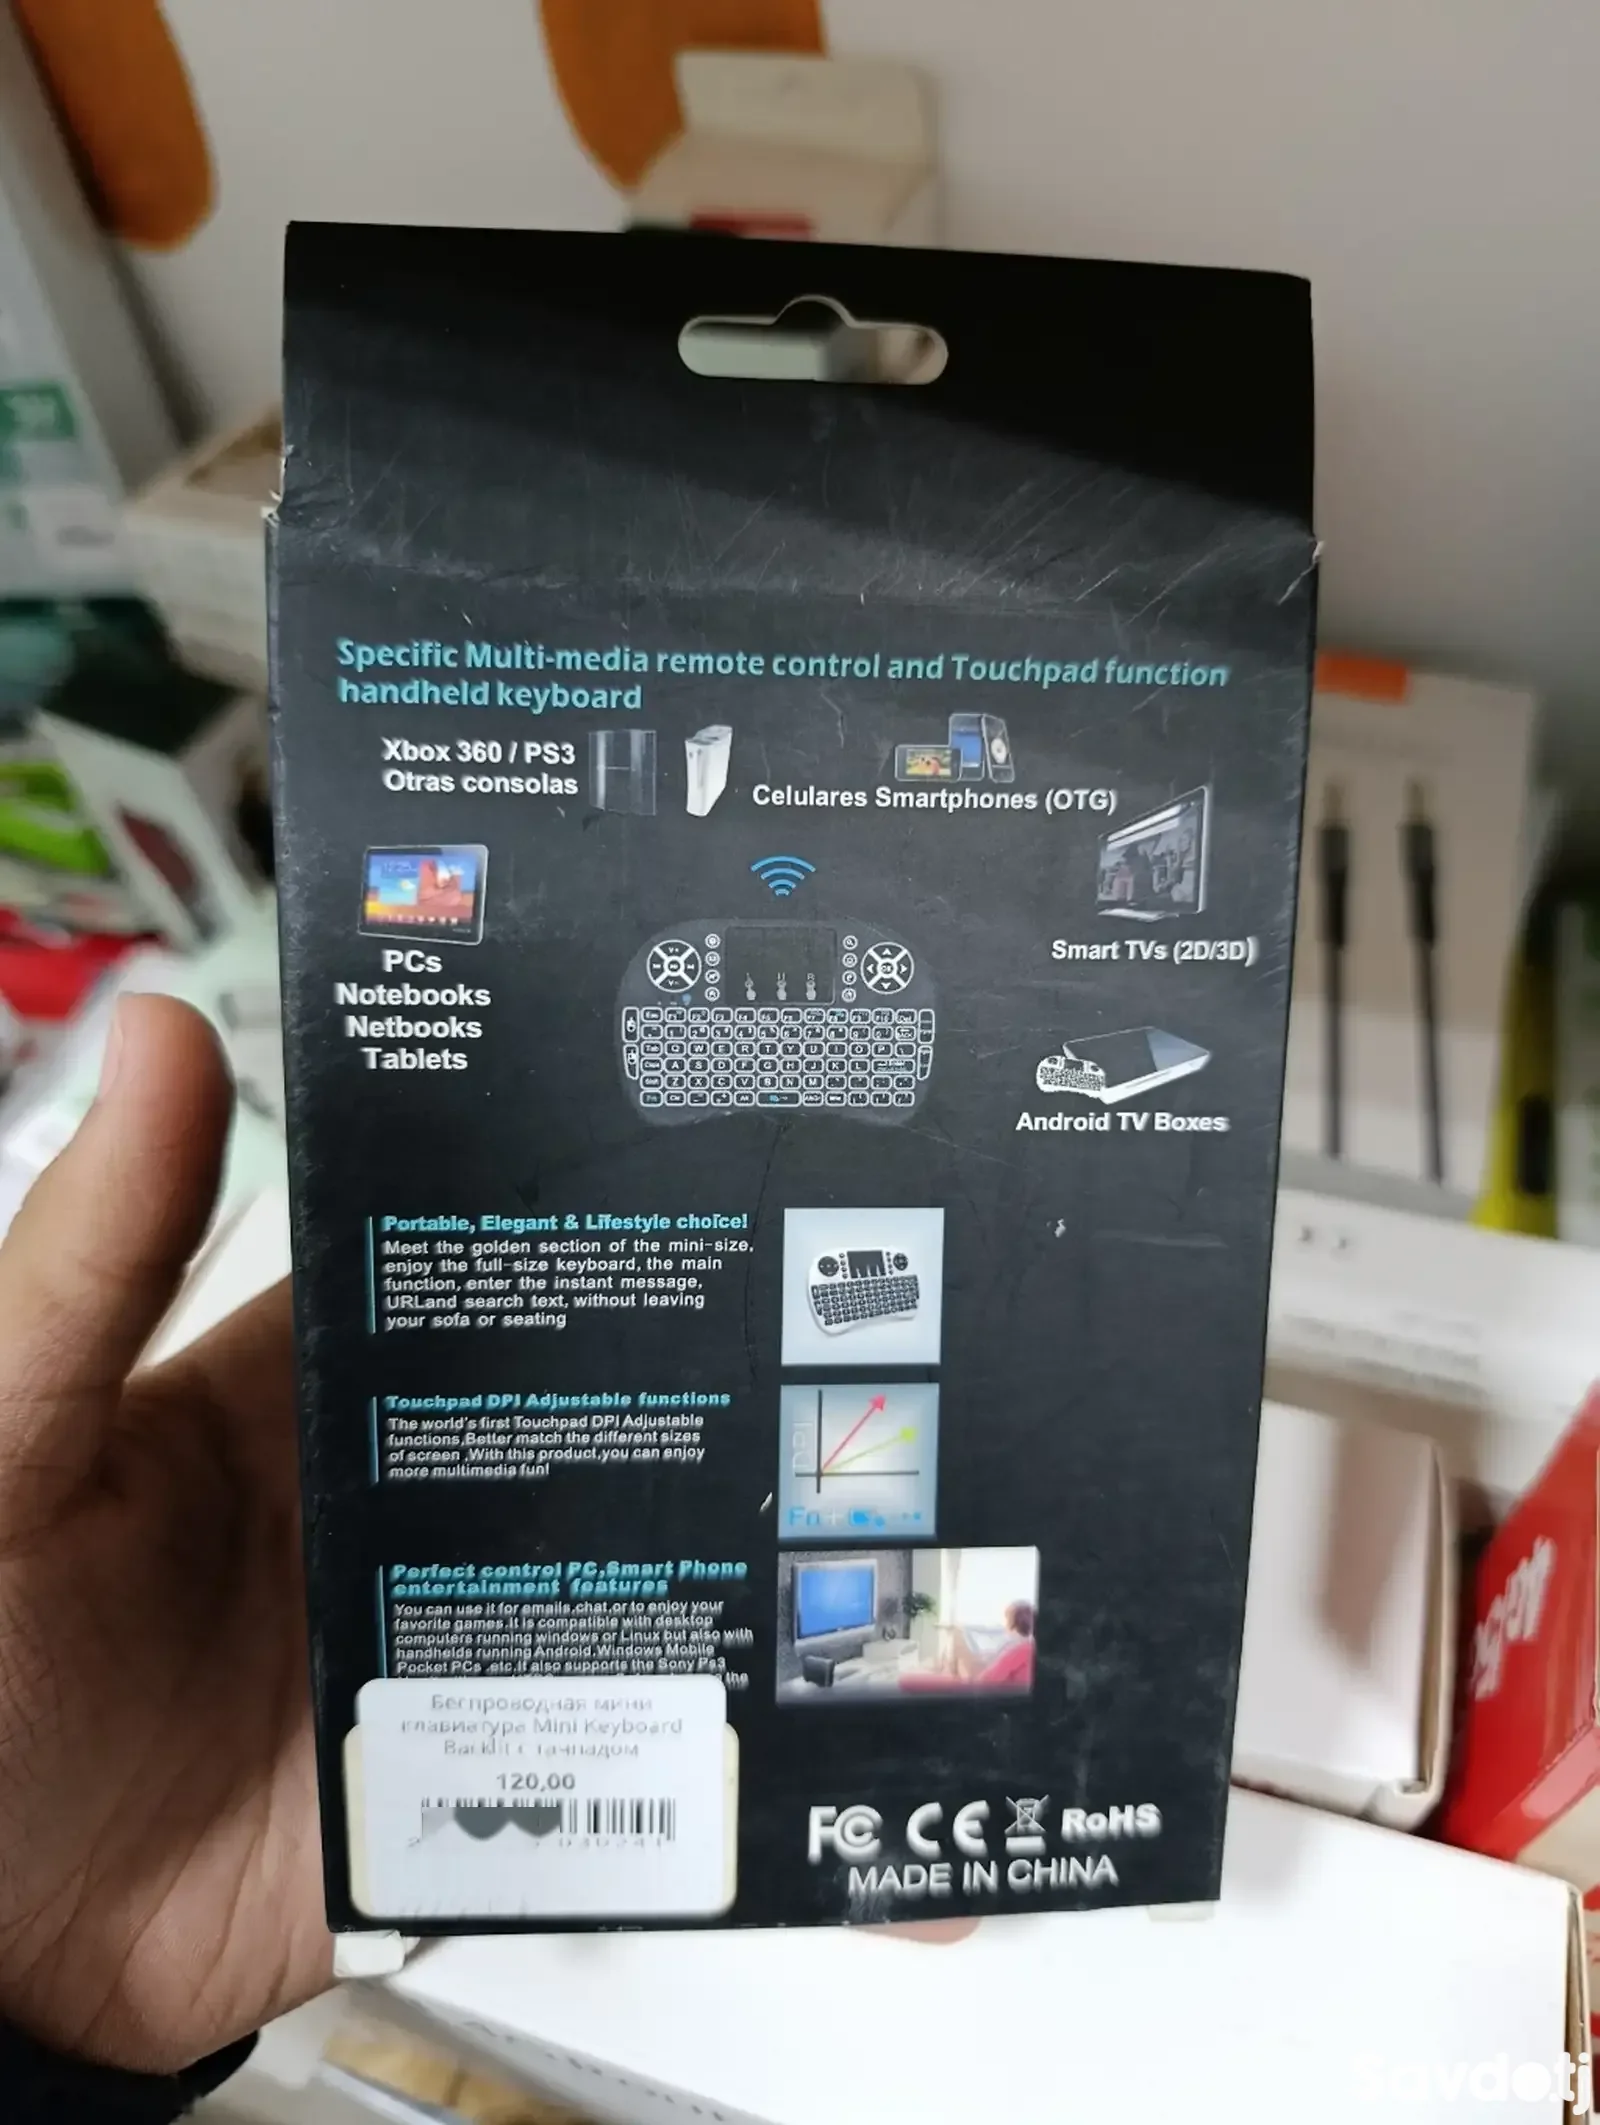 Specific Multi-media remote control and Touchpad function
handheld keyboard
Xbox 360 / PS3
Otras consolas
Celulares Smartphones (OTG)
PCs
Notebooks
Netbooks
Tablets
Smart TVs (2D/3D)
Android TV Boxes
Portable, Elegant & Lifestyle choice!
Meet the golden section of the mini-size,
enjoy the full-size keyboard, the main
function, enter the instant message,
URLand search text, without leaving
your sofa or seating
Touchpad DPI Adjustable functions
The world's first Touchpad DPI Adjustable
functions,Better match the different sizes
of screen ,With this product,you can enjoy
more multimedia fun!
DPI
Fn +
Perfect control PC,Smart Phone
entertainment features
You can use it for emails,chat,or to enjoy your
favorite games.It is compatible with desktop
computers running windows or Linux but also with
handhelds running Android,Windows Mobile
Pocket PCs ,etc.It also supports the Sony Ps3
the
Беспроводная мини
клавиатура Mini Keyboard
Backlit с тачпадом
120,00
FC CE RoHS
MADE IN CHINA
Savdo.tj